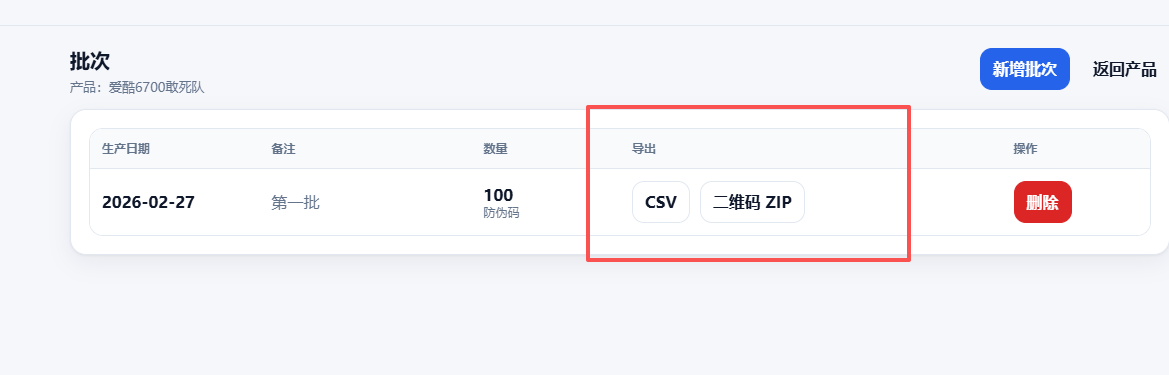 批次
产品：爱酷6700敢死队
新增批次 返回产品
生产日期 备注 数量 导出 操作
2026-02-27 第一批 100 防伪码 CSV 二维码 ZIP 删除